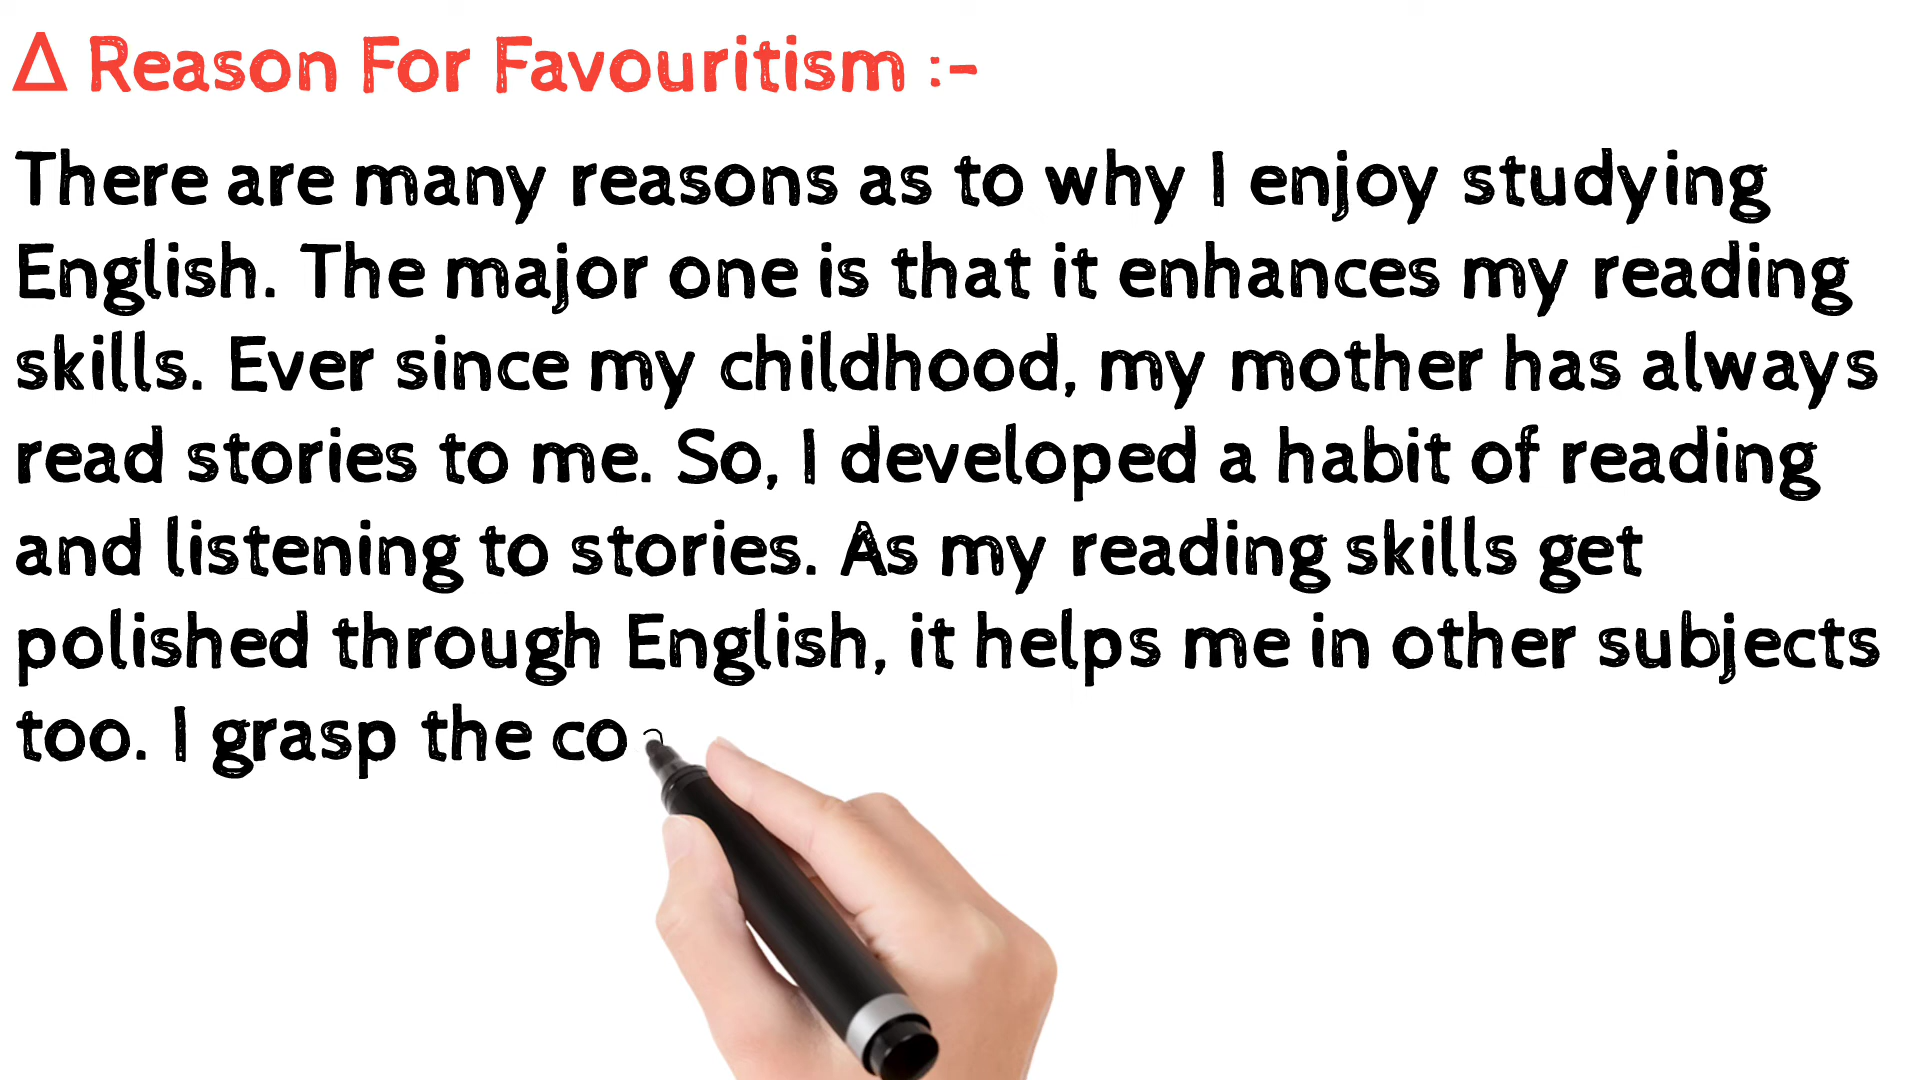 Δ Reason For Favouritism :-
There are many reasons as to why I enjoy studying
English. The major one is that it enhances my reading
skills. Ever since my childhood, my mother has always
read stories to me. So, I developed a habit of reading
and listening to stories. As my reading skills get
polished through English, it helps me in other subjects
too. I grasp the co